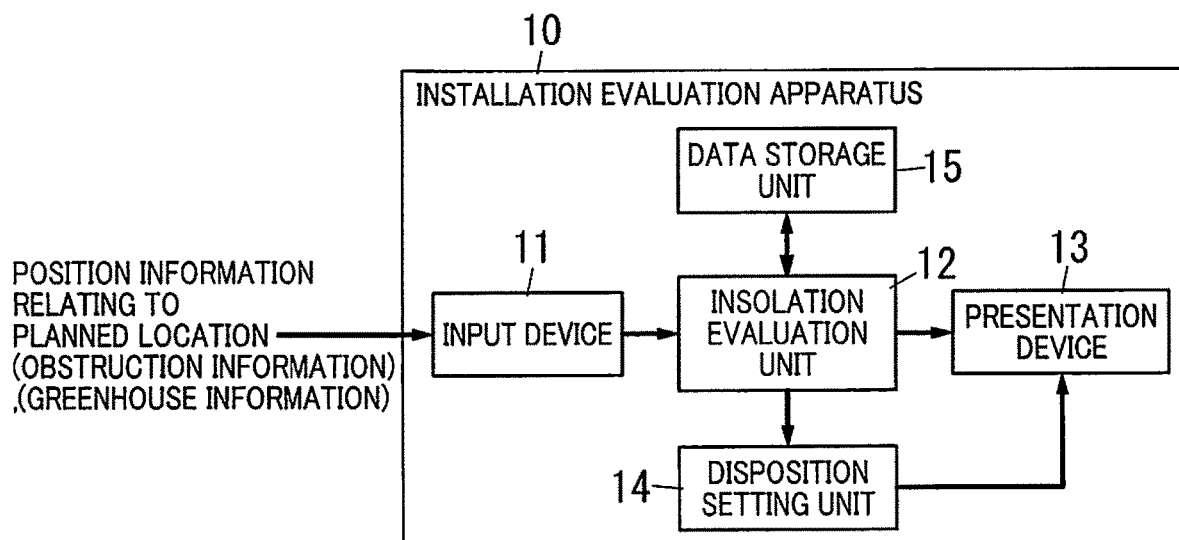 10
INSTALLATION EVALUATION APPARATUS
DATA STORAGE
UNIT
15
POSITION INFORMATION
RELATING TO
PLANNED LOCATION
(OBSTRUCTION INFORMATION)
,(GREENHOUSE INFORMATION)
11
INPUT DEVICE
12
INSOLATION
EVALUATION
UNIT
13
PRESENTATION
DEVICE
14
DISPOSITION
SETTING UNIT